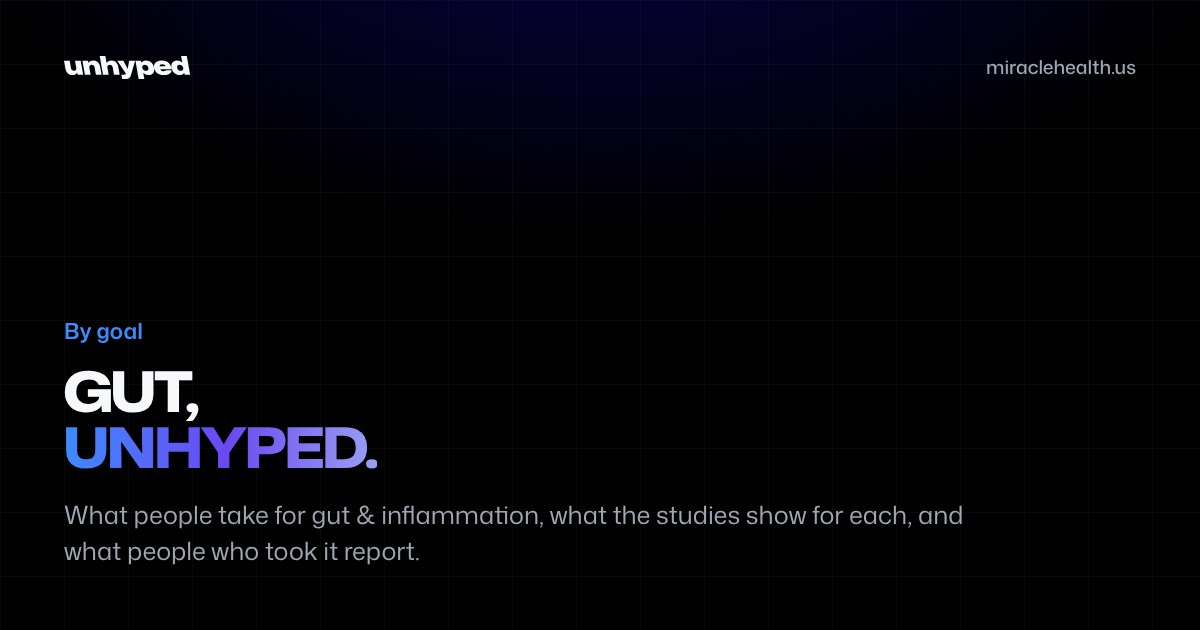 unhyped
miraclehealth.us
By goal
GUT,
UNHYPED.
What people take for gut & inflammation, what the studies show for each, and
what people who took it report.